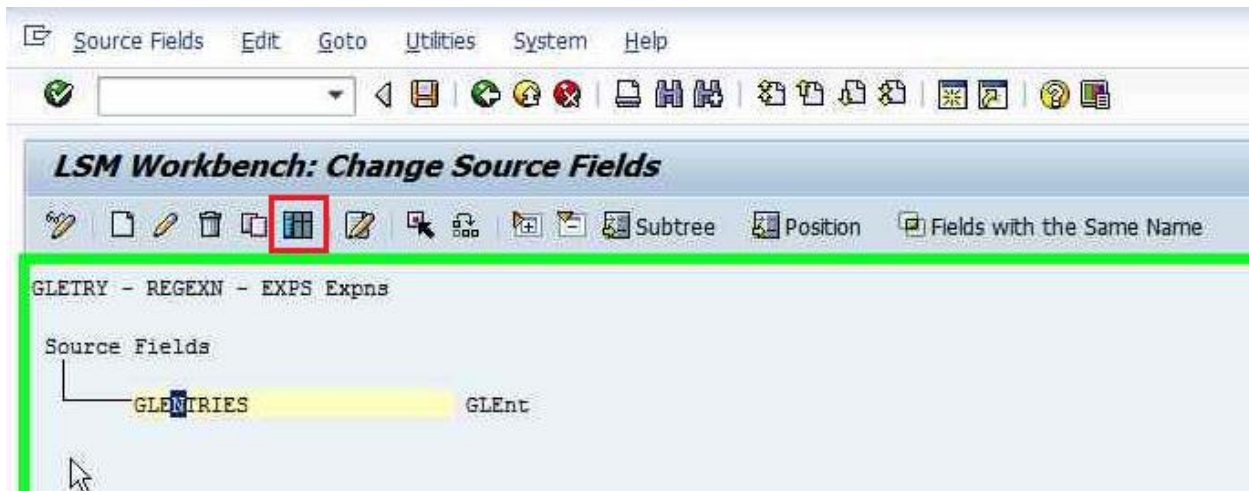 Source Fields Edit Goto Utilities System Help
LSM Workbench: Change Source Fields
Subtree Position Fields with the Same Name
GLETRY - REGEXN - EXPS Expns
Source Fields
GLENTRIES GLEnt